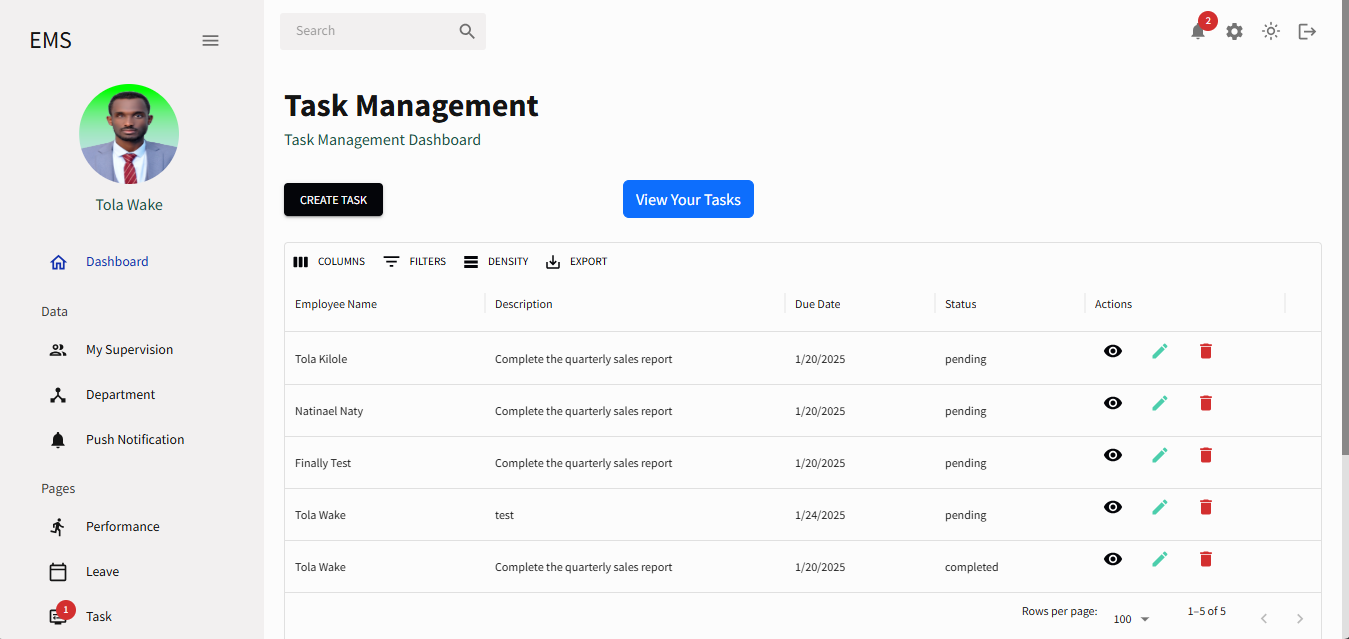 EMS
Search
2
Tola Wake
Dashboard
Data
My Supervision
Department
Push Notification
Pages
Performance
Leave
1
Task
Task Management
Task Management Dashboard
CREATE TASK
View Your Tasks
COLUMNS FILTERS DENSITY EXPORT
Employee Name Description Due Date Status Actions
Tola Kilole Complete the quarterly sales report 1/20/2025 pending
Natinael Naty Complete the quarterly sales report 1/20/2025 pending
Finally Test Complete the quarterly sales report 1/20/2025 pending
Tola Wake test 1/24/2025 pending
Tola Wake Complete the quarterly sales report 1/20/2025 completed
Rows per page: 100 1–5 of 5